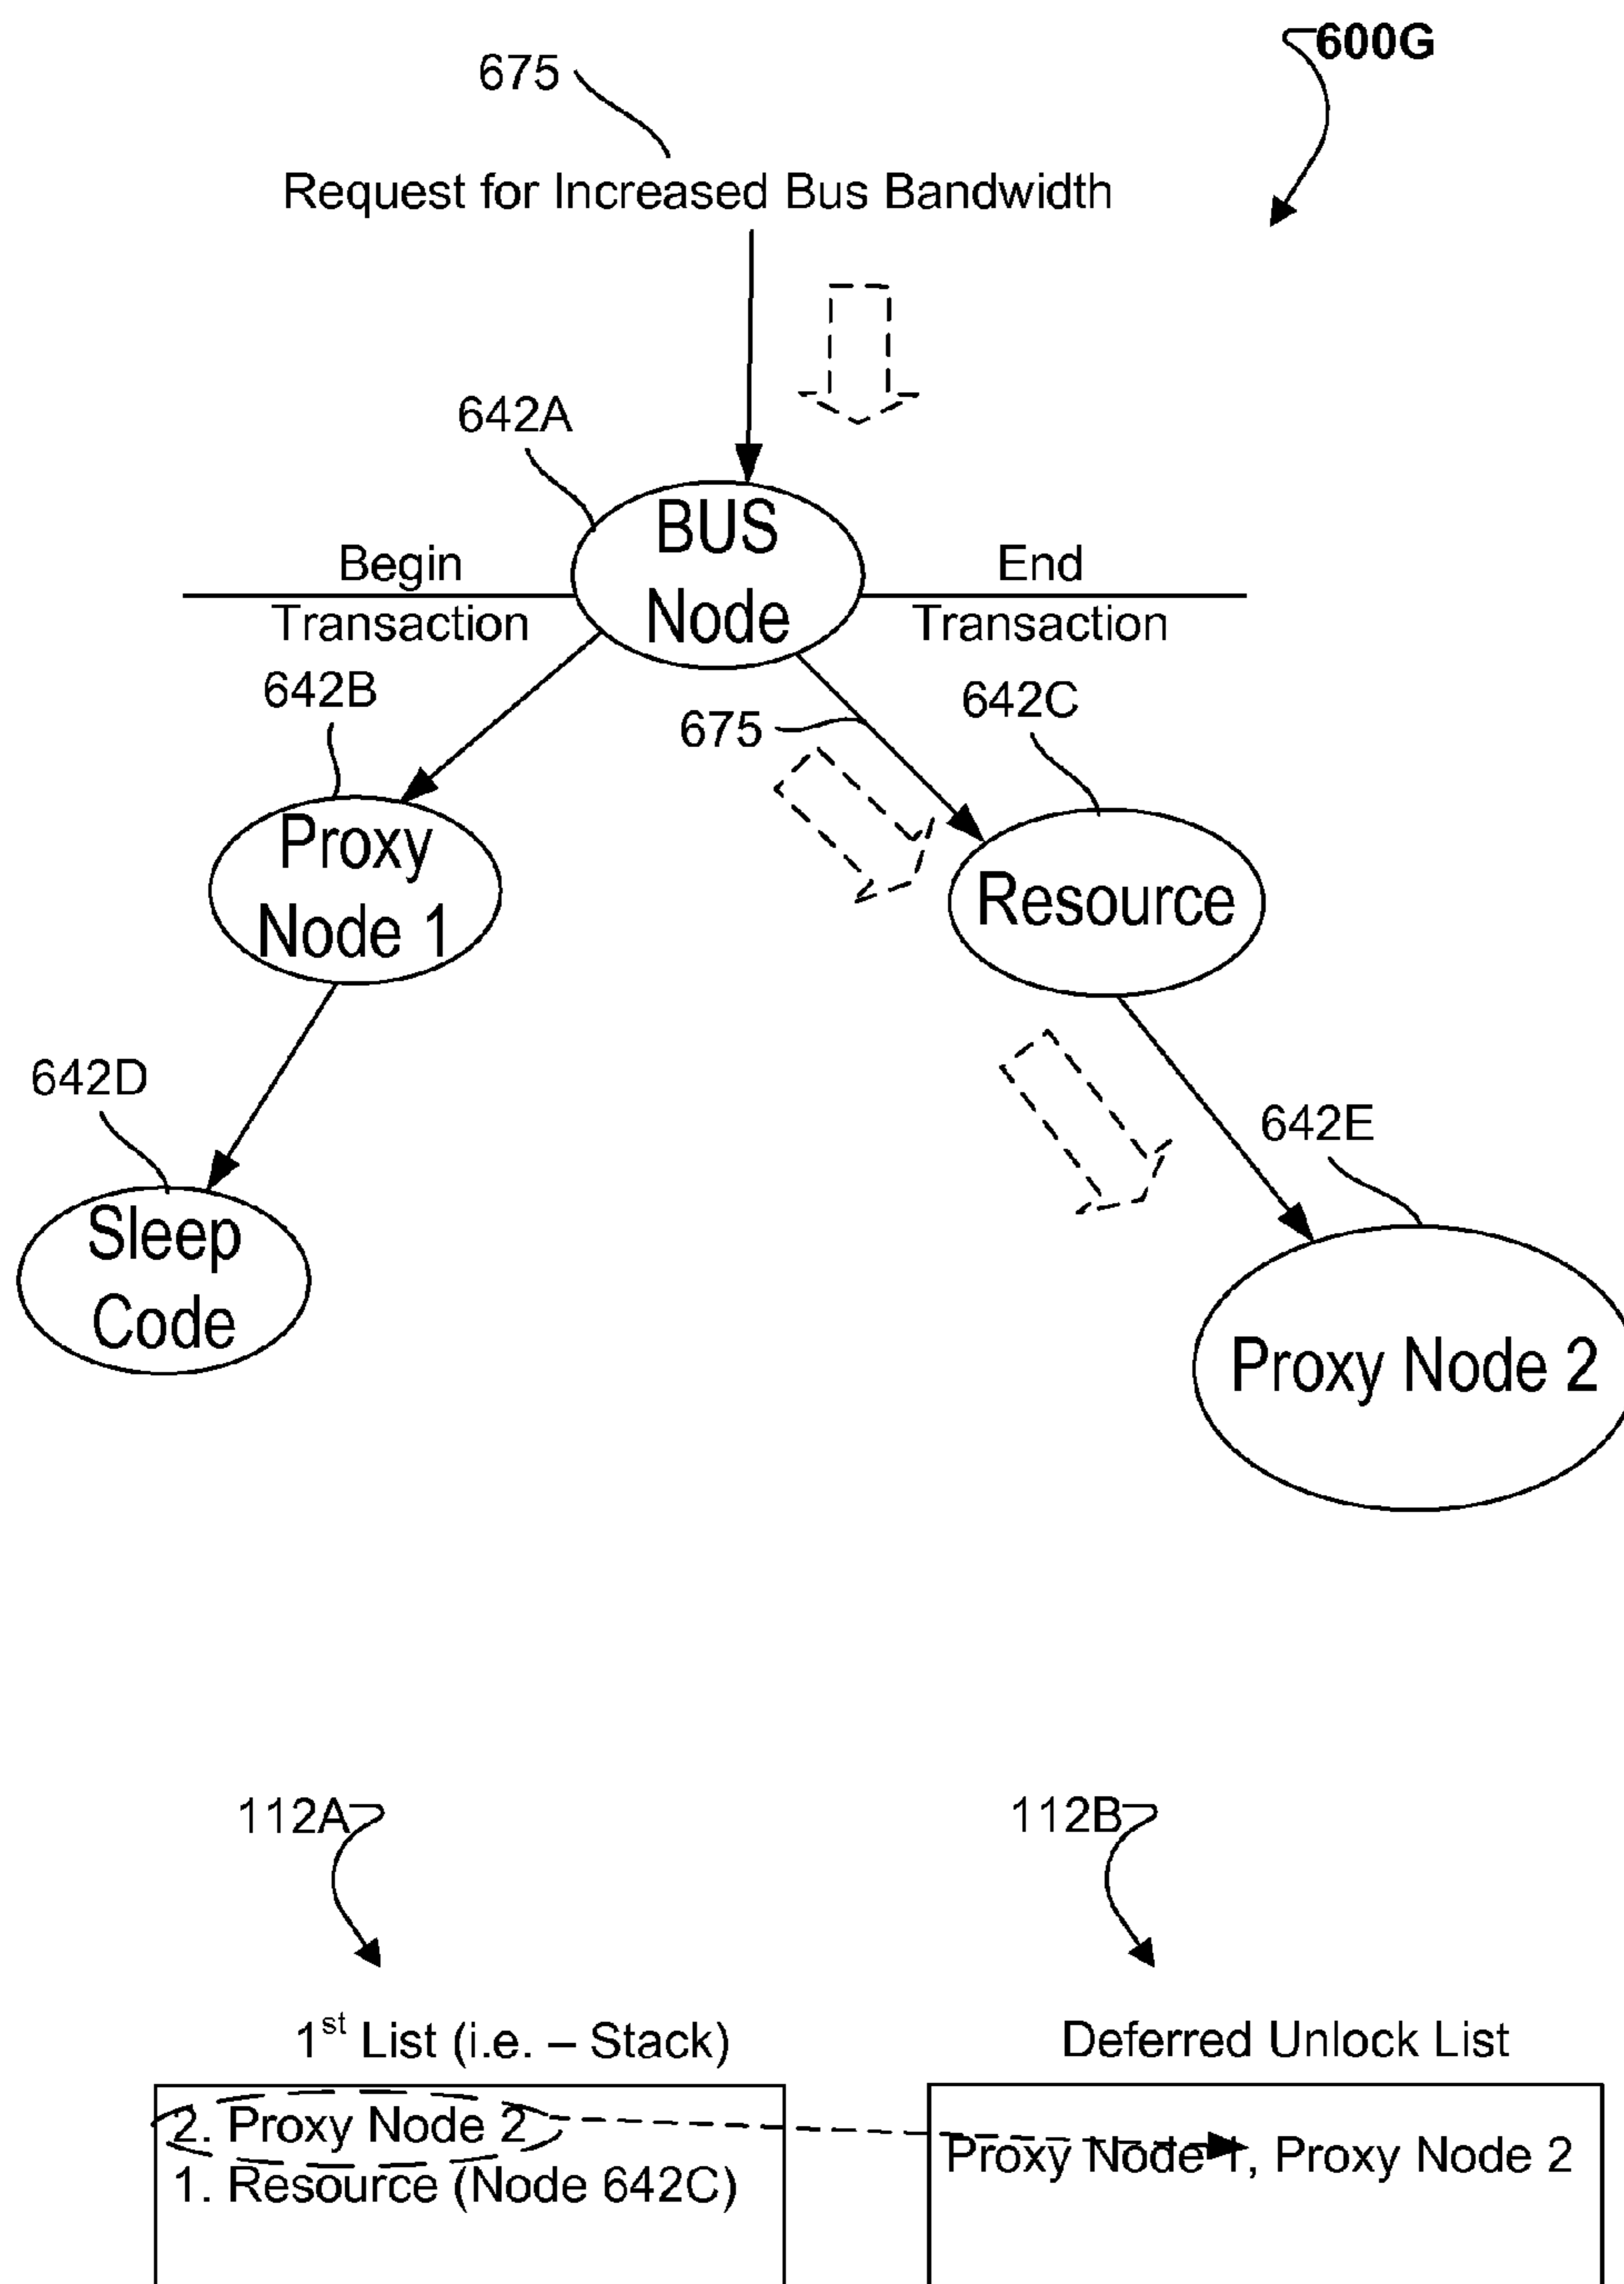 600G
675
Request for Increased Bus Bandwidth
642A
BUS
Node
Begin
Transaction
End
Transaction
642B
675
642C
Proxy
Node 1
Resource
642D
642E
Sleep
Code
Proxy Node 2
112A
112B
1st List (i.e. – Stack)
Deferred Unlock List
2. Proxy Node 2
1. Resource (Node 642C)
Proxy Node 1, Proxy Node 2